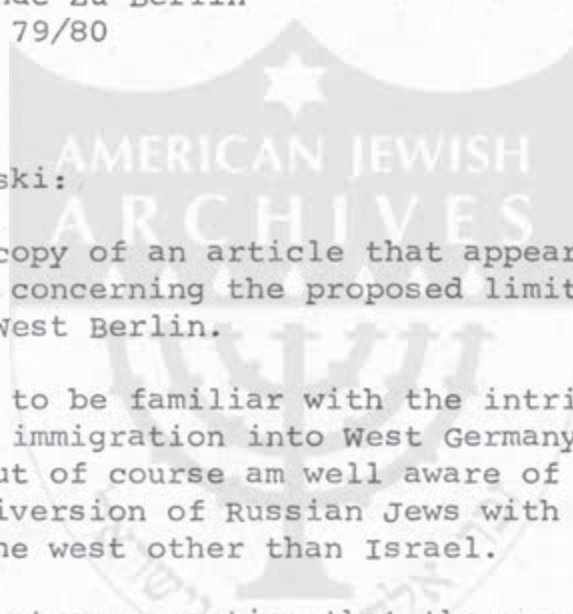 Zu Berlin
79/80
AMERICAN JEWISH
ARCHIVES
ski:
copy of an article that appear
concerning the proposed limit
West Berlin.
to be familiar with the intri
immigration into West Germany
ut of course am well aware of
iversion of Russian Jews with
he west other than Israel.